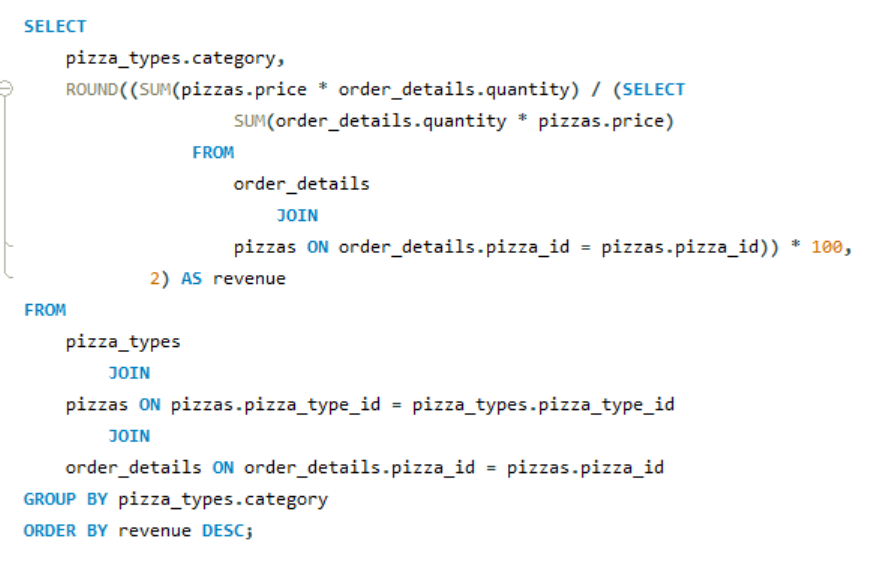 SELECT
pizza_types.category,
ROUND((SUM(pizzas.price * order_details.quantity) / (SELECT
SUM(order_details.quantity * pizzas.price)
FROM
order_details
JOIN
pizzas ON order_details.pizza_id = pizzas.pizza_id)) * 100,
2) AS revenue
FROM
pizza_types
JOIN
pizzas ON pizzas.pizza_type_id = pizza_types.pizza_type_id
JOIN
order_details ON order_details.pizza_id = pizzas.pizza_id
GROUP BY pizza_types.category
ORDER BY revenue DESC;